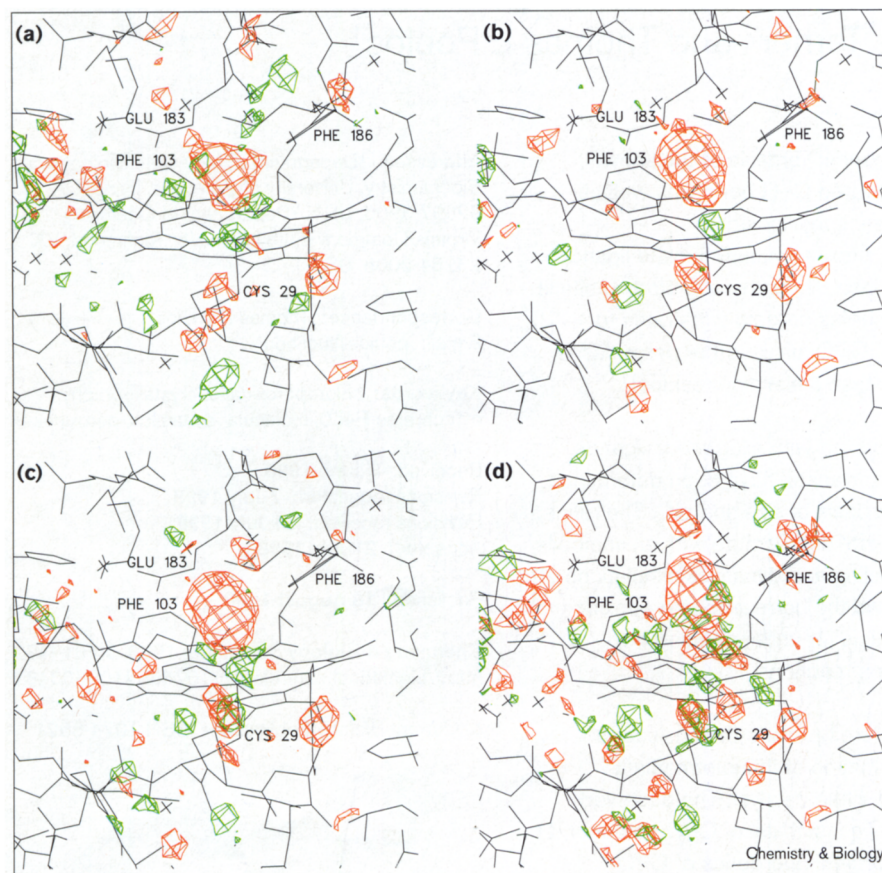 (a)
GLU 183
PHE 186
PHE 103
CYS 29
(b)
GLU 183
PHE 186
PHE 103
CYS 29
(c)
GLU 183
PHE 186
PHE 103
CYS 29
(d)
GLU 183
PHE 186
PHE 103
CYS 29
Chemistry & Biology